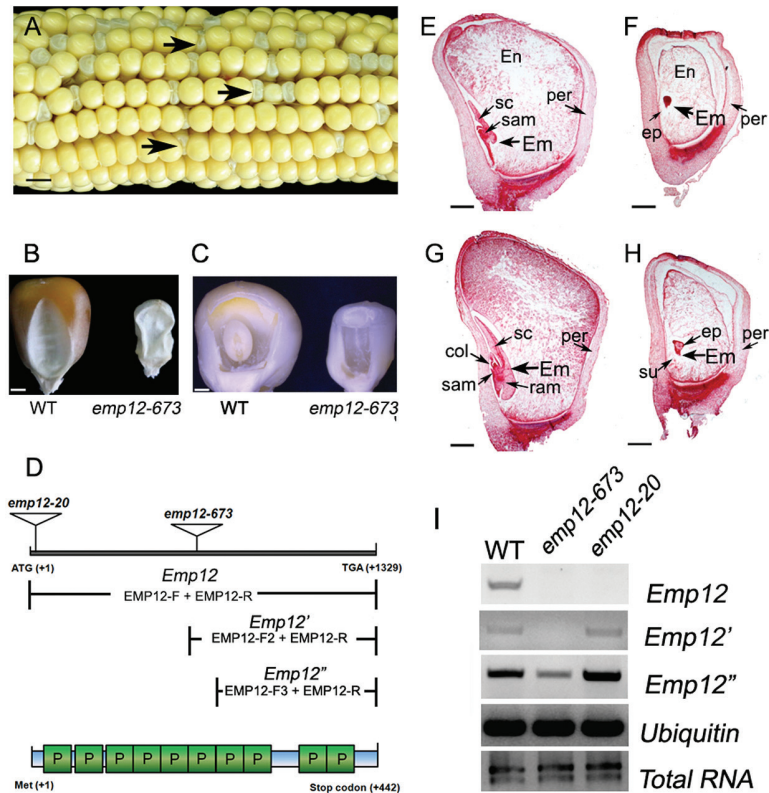 A
B
C
WT
emp12-673
WT
emp12-673
D
emp12-20
emp12-673
ATG (+1)
TGA (+1329)
Emp12
EMP12-F + EMP12-R
Emp12'
EMP12-F2 + EMP12-R
Emp12"
EMP12-F3 + EMP12-R
P P P P P P P P P P
Met (+1)
Stop codon (+442)
E
En
sc
sam
Em
per
F
En
Em
ep
per
G
sc
per
col
Em
sam
ram
H
ep
per
Em
su
I
WT
emp12-673
emp12-20
Emp12
Emp12'
Emp12"
Ubiquitin
Total RNA